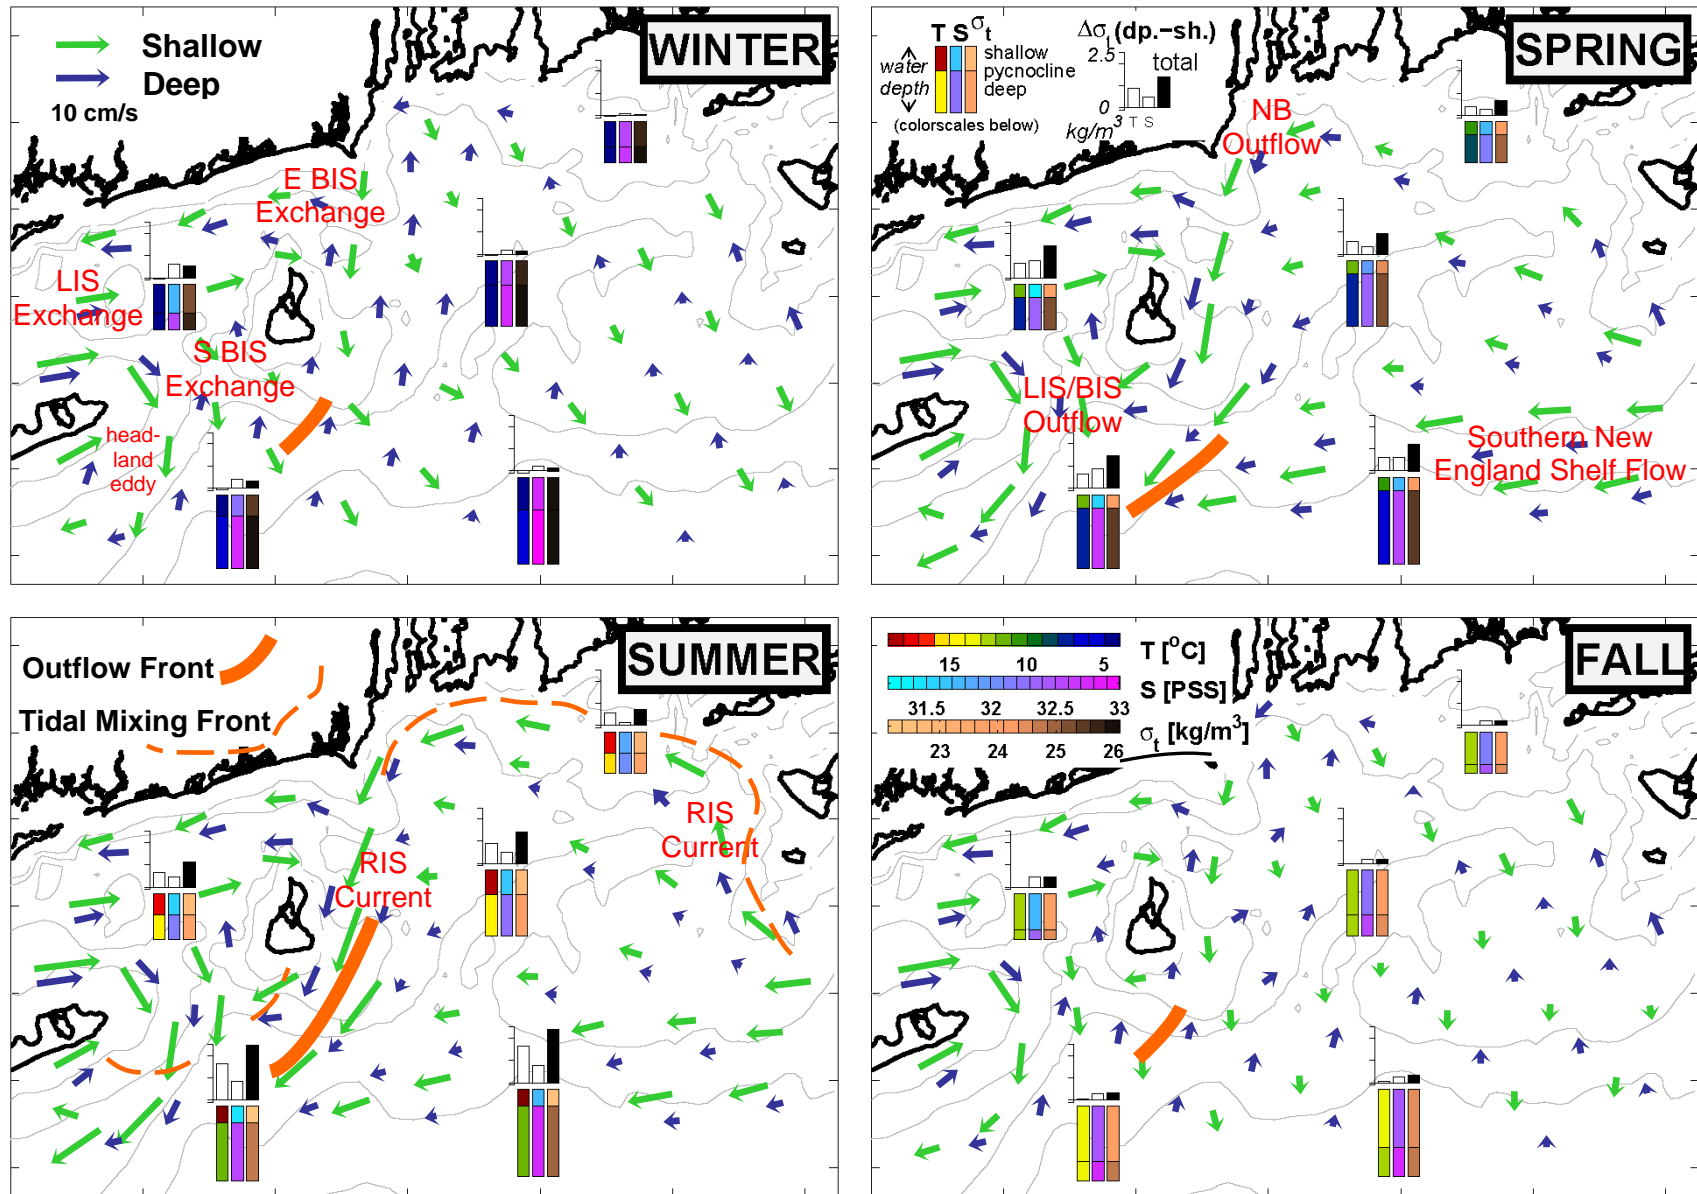 Shallow
Deep
10 cm/s
WINTER
E BIS
Exchange
LIS
Exchange
S BIS
Exchange
head-
land
eddy
T S σt
water
depth
shallow
pycnocline
deep
(colorscales below)
Δσt (dp.−sh.)
2.5
total
0
T S
kg/m3
SPRING
NB
Outflow
LIS/BIS
Outflow
Southern New
England Shelf Flow
Outflow Front
Tidal Mixing Front
SUMMER
RIS
Current
RIS
Current
T [oC]
15 10 5
S [PSS]
31.5 32 32.5 33
σt [kg/m3]
23 24 25 26
FALL